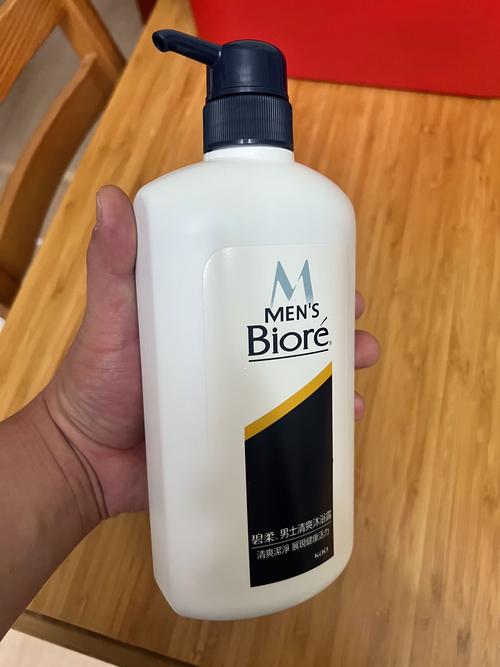 M
MEN'S
Bioré®
碧柔® 男士清爽沐浴露
清爽潔淨 展現健康活力
Kao